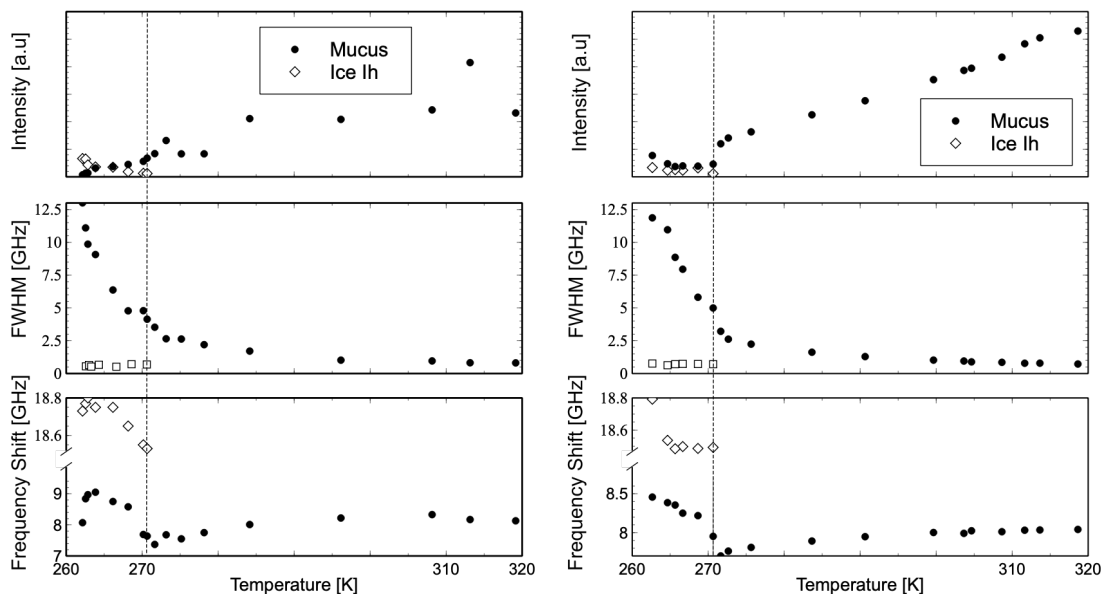 Intensity [a.u]
Mucus
Ice Ih
FWHM [GHz]
12.5
10
7.5
5
2.5
0
Frequency Shift [GHz]
18.8
18.6
9
8
7
260
270
310
320
Temperature [K]
Intensity [a.u]
Mucus
Ice Ih
FWHM [GHz]
12.5
10
7.5
5
2.5
0
Frequency Shift [GHz]
18.8
18.6
8.5
8
260
270
310
320
Temperature [K]